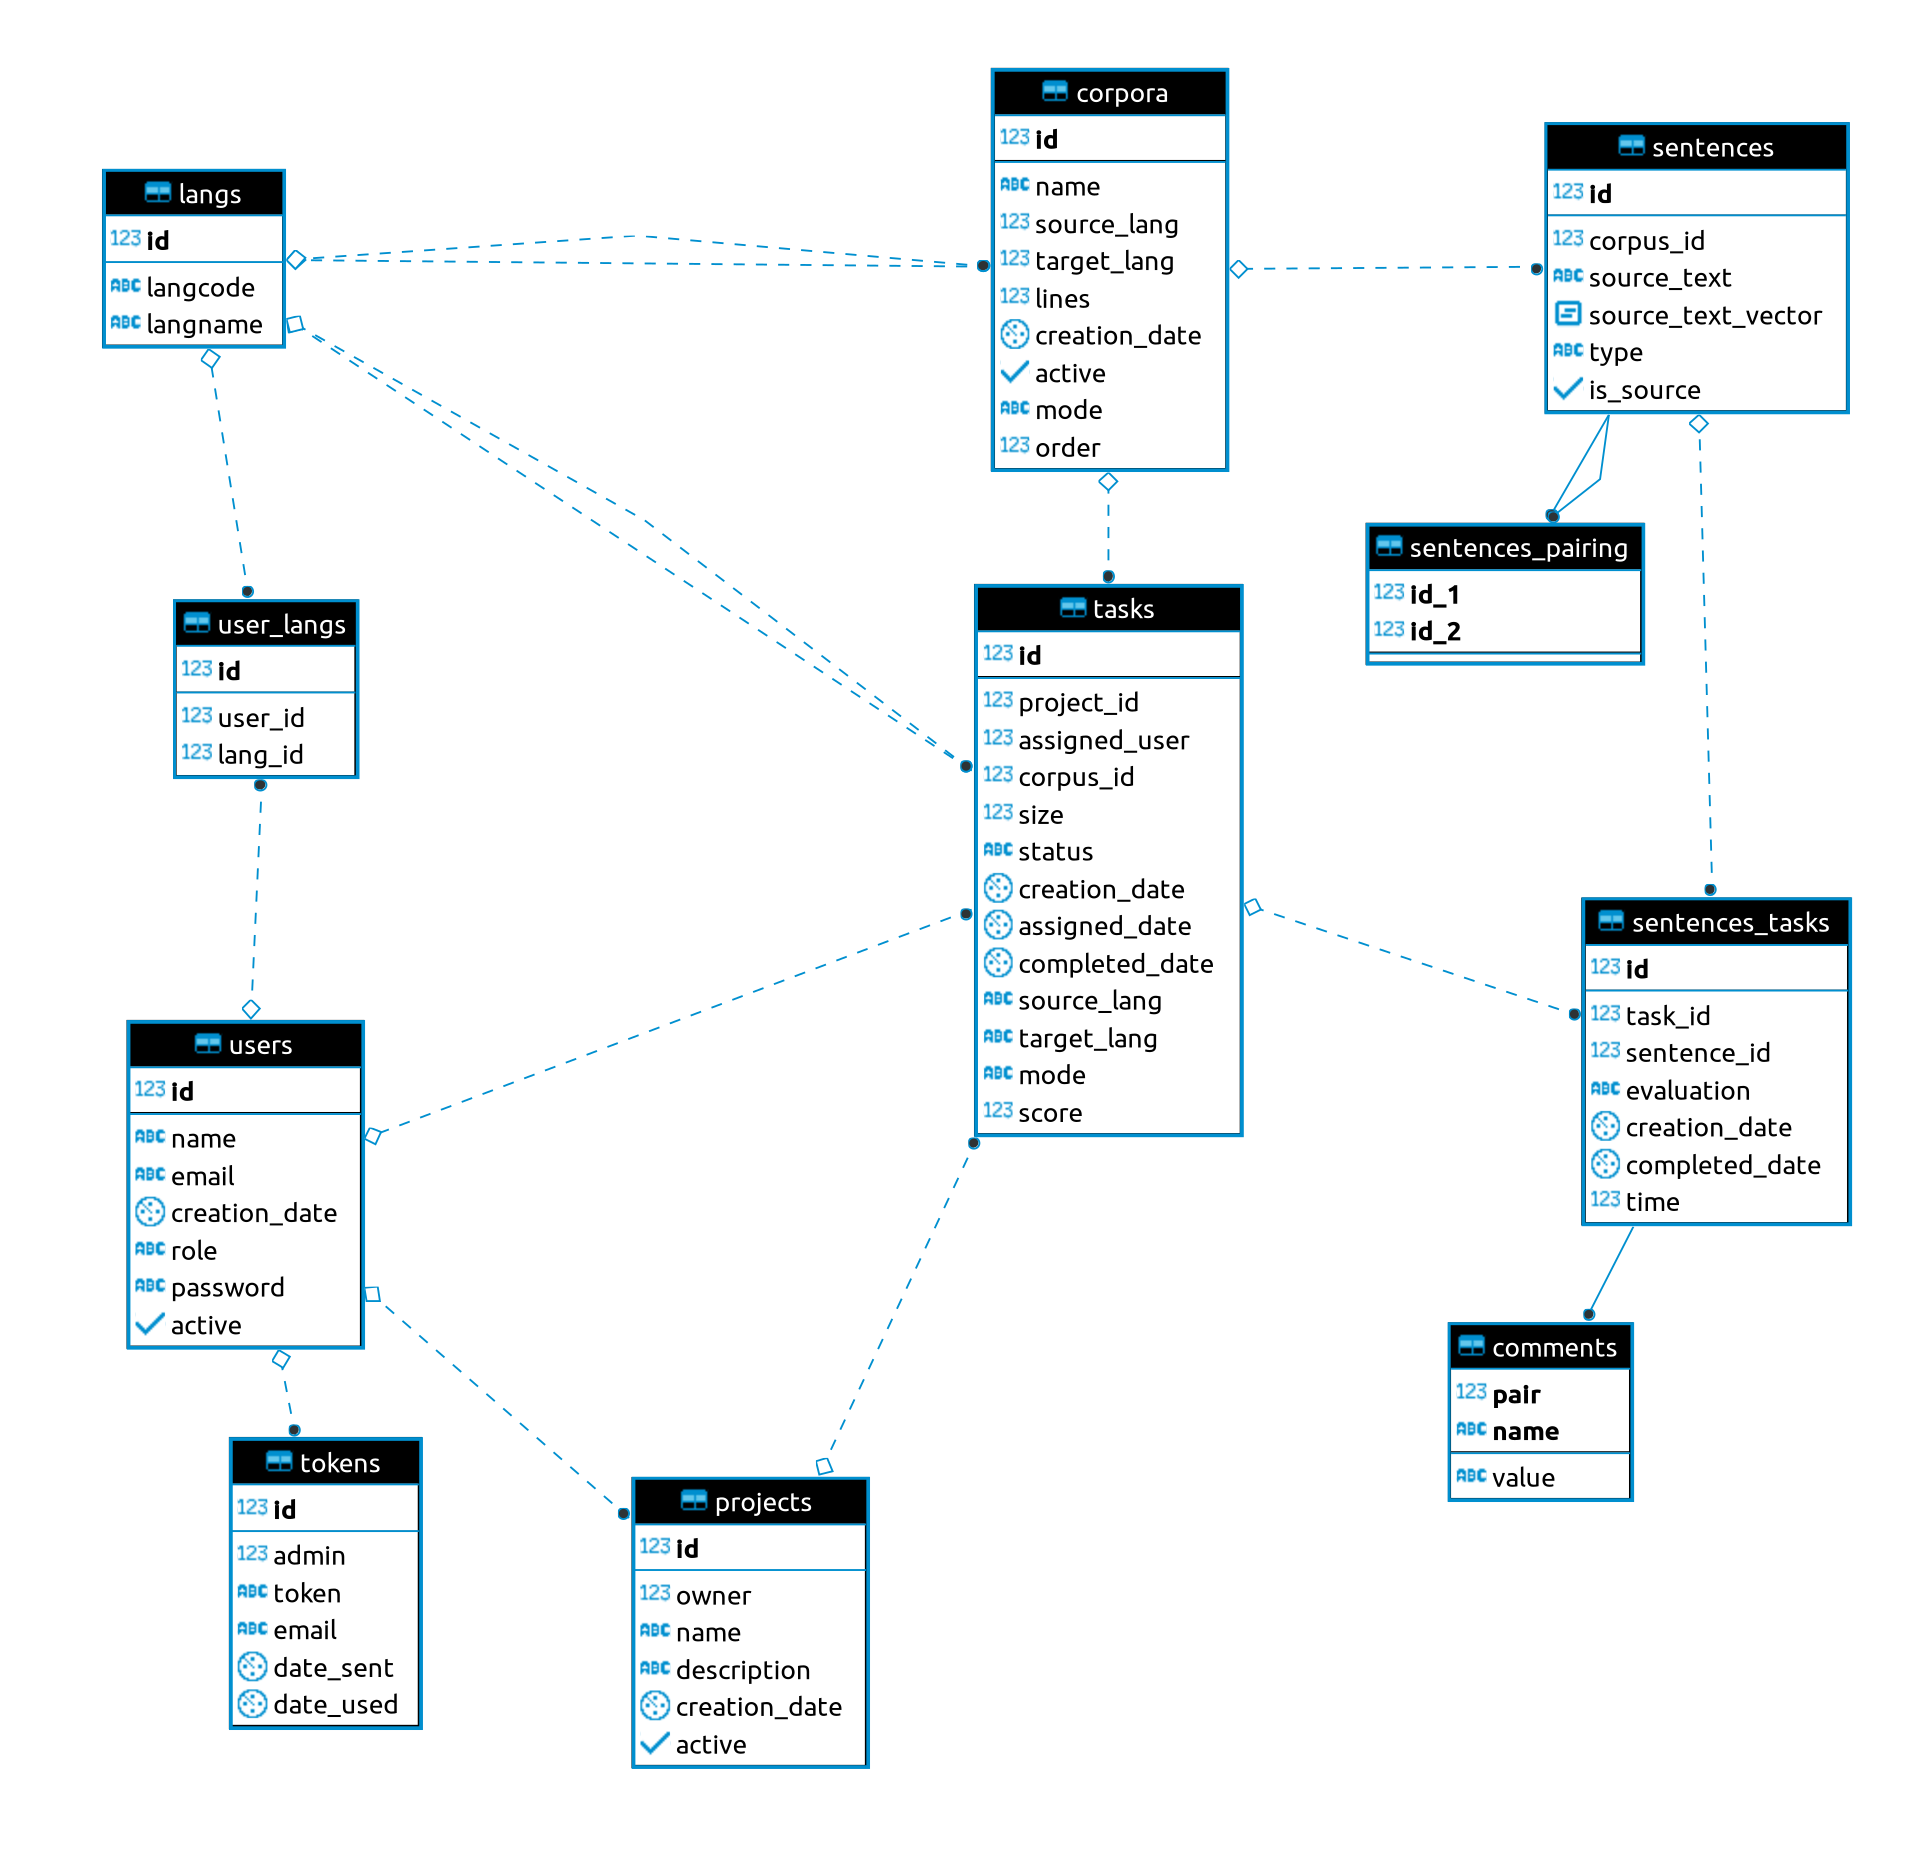 corpora
123 id
ABC name
123 source_lang
123 target_lang
123 lines
creation_date
active
ABC mode
123 order
sentences
123 id
123 corpus_id
ABC source_text
source_text_vector
ABC type
is_source
langs
123 id
ABC langcode
ABC langname
sentences_pairing
123 id_1
123 id_2
user_langs
123 id
123 user_id
123 lang_id
tasks
123 id
123 project_id
123 assigned_user
123 corpus_id
123 size
ABC status
creation_date
assigned_date
completed_date
ABC source_lang
ABC target_lang
ABC mode
123 score
sentences_tasks
123 id
123 task_id
123 sentence_id
ABC evaluation
creation_date
completed_date
123 time
users
123 id
ABC name
ABC email
creation_date
ABC role
ABC password
active
comments
123 pair
ABC name
ABC value
tokens
123 id
123 admin
ABC token
ABC email
date_sent
date_used
projects
123 id
123 owner
ABC name
ABC description
creation_date
active